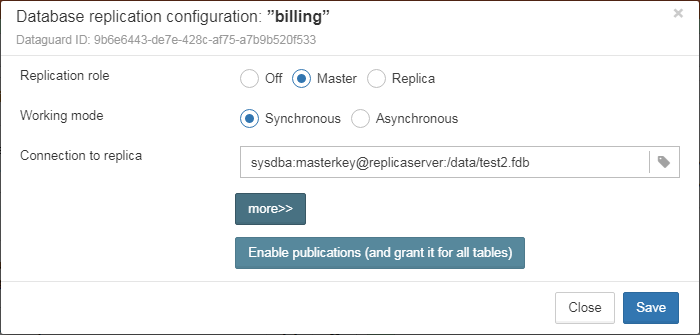 Database replication configuration: ”billing”
×
Dataguard ID: 9b6e6443-de7e-428c-af75-a7b9b520f533
Replication role Off Master Replica
Working mode Synchronous Asynchronous
Connection to replica sysdba:masterkey@replicaserver:/data/test2.fdb
more>>
Enable publications (and grant it for all tables)
Close Save